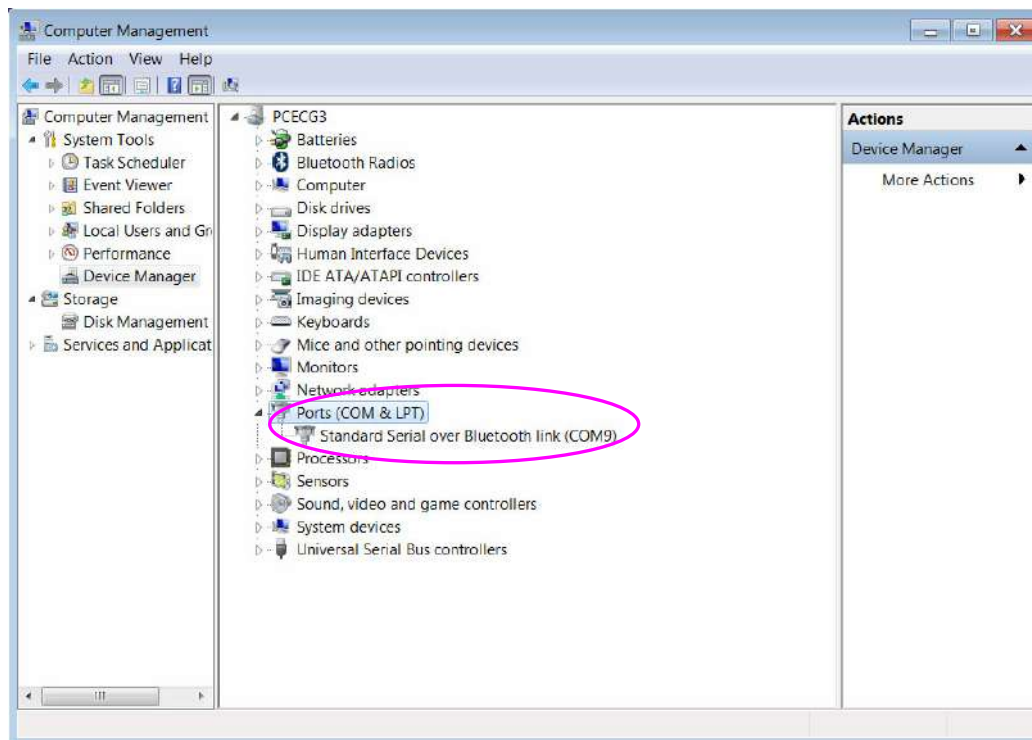 Computer Management
File Action View Help
Computer Management
System Tools
Task Scheduler
Event Viewer
Shared Folders
Local Users and Gr
Performance
Device Manager
Storage
Disk Management
Services and Applicat
PCECG3
Batteries
Bluetooth Radios
Computer
Disk drives
Display adapters
Human Interface Devices
IDE ATA/ATAPI controllers
Imaging devices
Keyboards
Mice and other pointing devices
Monitors
Network adapters
Ports (COM & LPT)
Standard Serial over Bluetooth link (COM9)
Processors
Sensors
Sound, video and game controllers
System devices
Universal Serial Bus controllers
Actions
Device Manager
More Actions